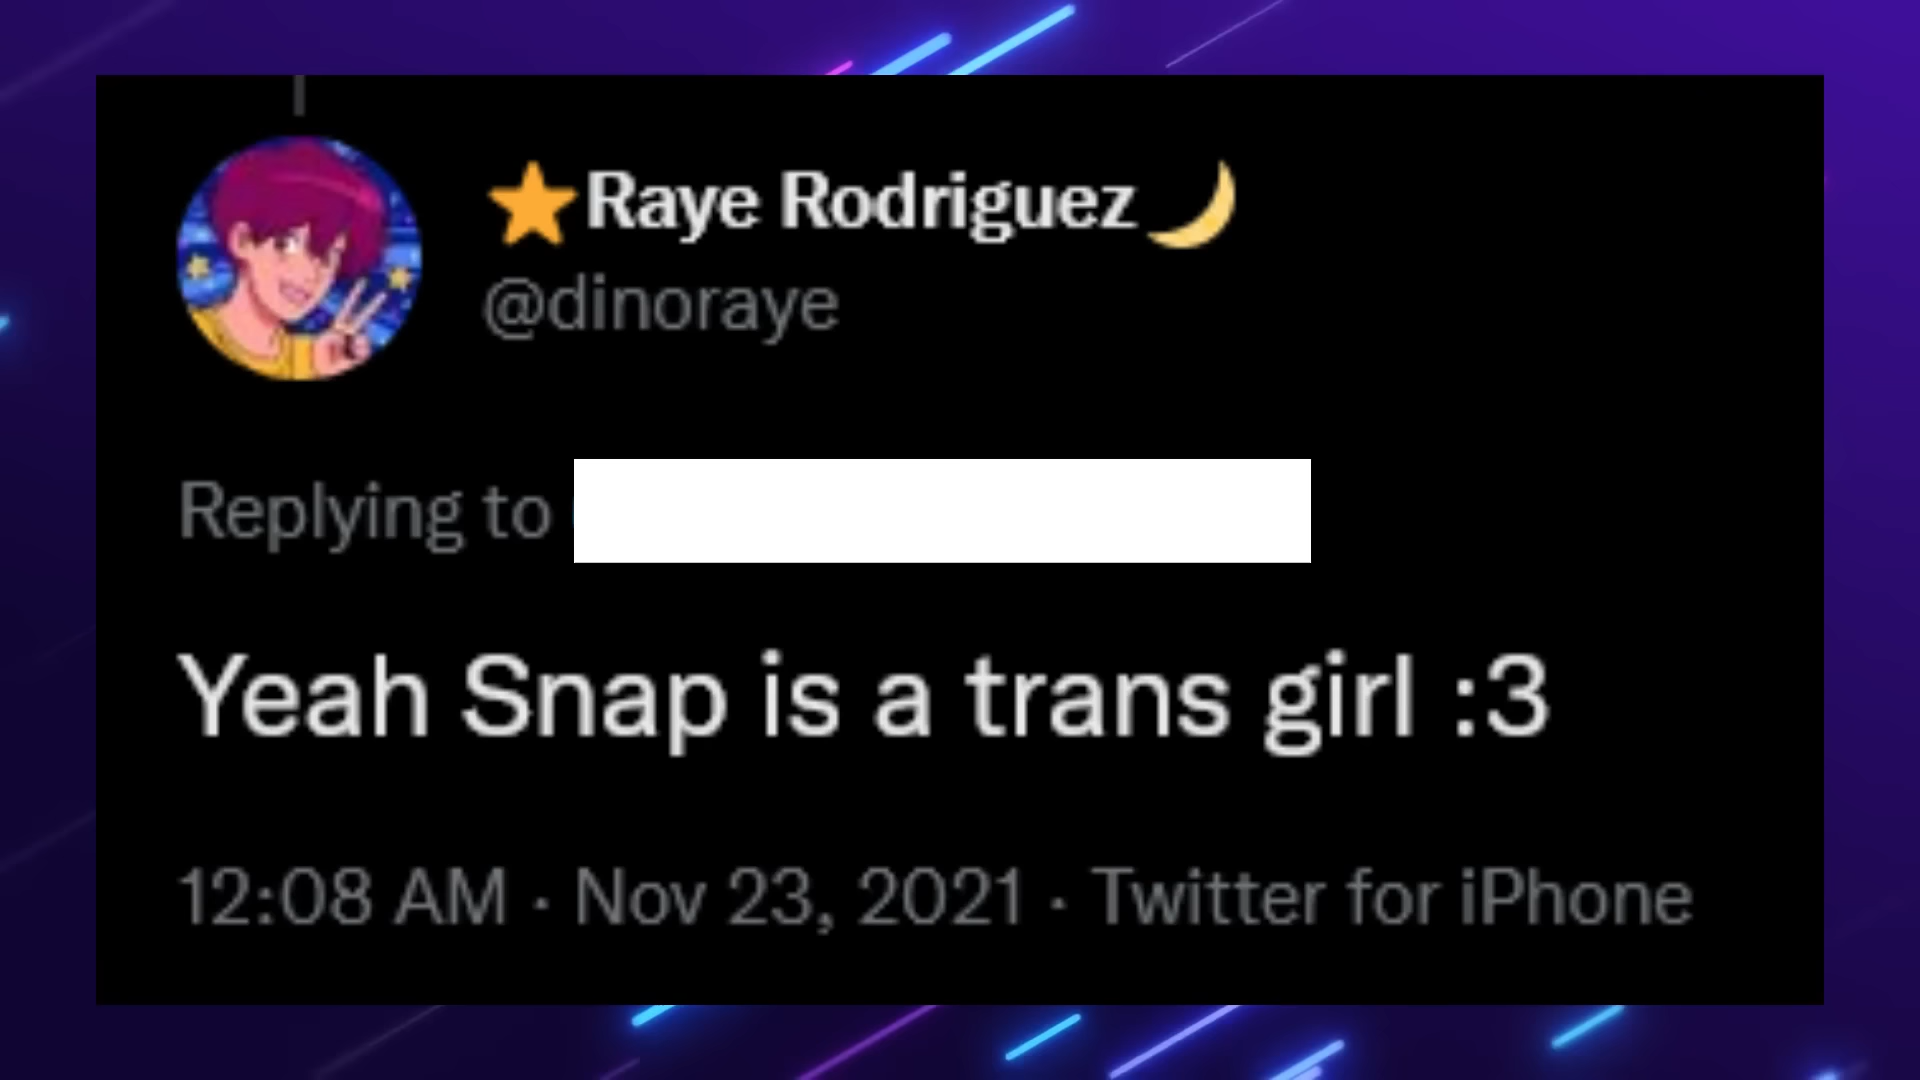 ⭐Raye Rodriguez🌙
@dinoraye
Replying to
Yeah Snap is a trans girl :3
12:08 AM · Nov 23, 2021 · Twitter for iPhone